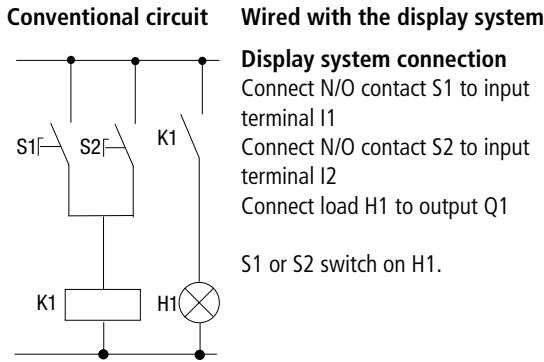 Conventional circuit
S1
S2
K1
K1
H1
Wired with the display system
Display system connection
Connect N/O contact S1 to input
terminal I1
Connect N/O contact S2 to input
terminal I2
Connect load H1 to output Q1
S1 or S2 switch on H1.